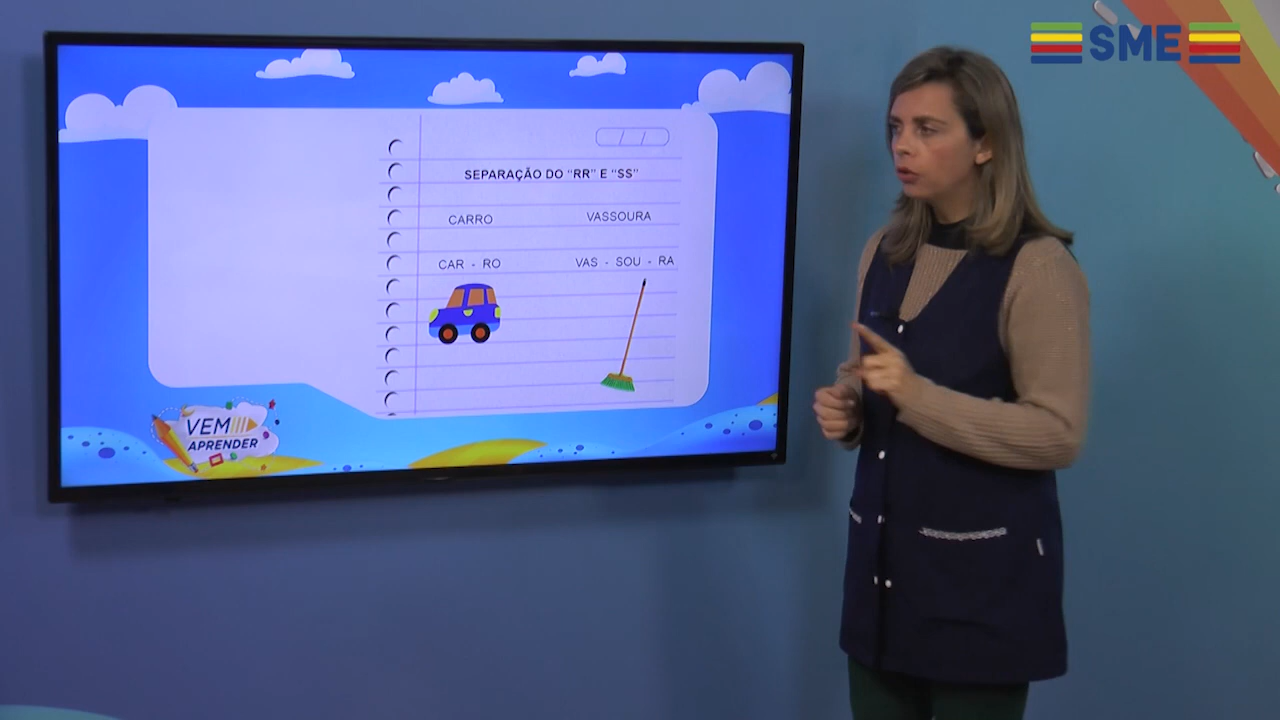 SME
SEPARAÇÃO DO “RR” E “SS”
CARRO VASSOURA
CAR - RO VAS - SOU - RA
VEM
APRENDER